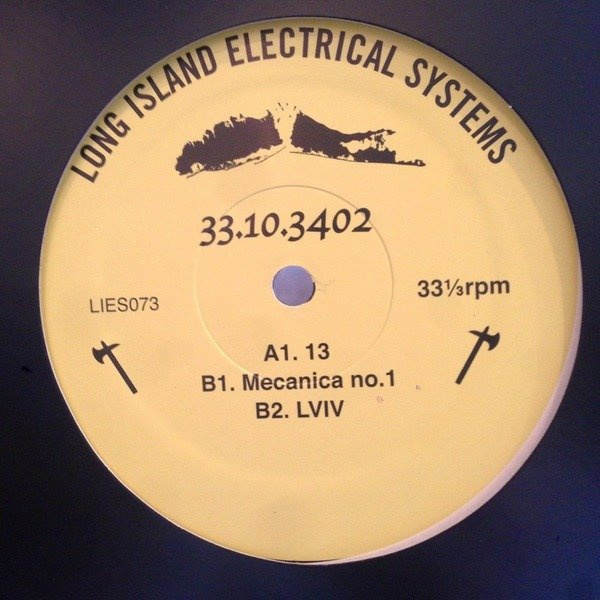 LONG ISLAND ELECTRICAL SYSTEMS
33.10.3402
LIES073
33⅓rpm
A1. 13
B1. Mecanica no.1
B2. LVIV